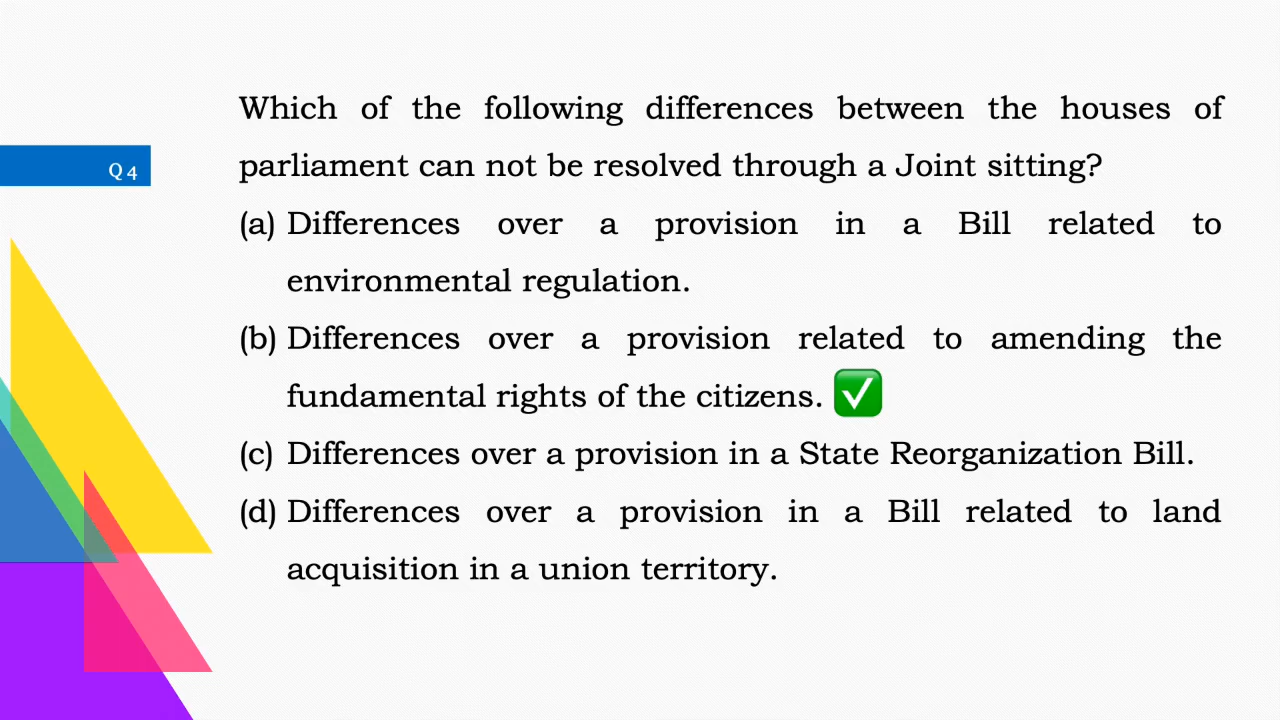 Q 4
Which of the following differences between the houses of
parliament can not be resolved through a Joint sitting?
(a) Differences over a provision in a Bill related to
environmental regulation.
(b) Differences over a provision related to amending the
fundamental rights of the citizens. ✅
(c) Differences over a provision in a State Reorganization Bill.
(d) Differences over a provision in a Bill related to land
acquisition in a union territory.